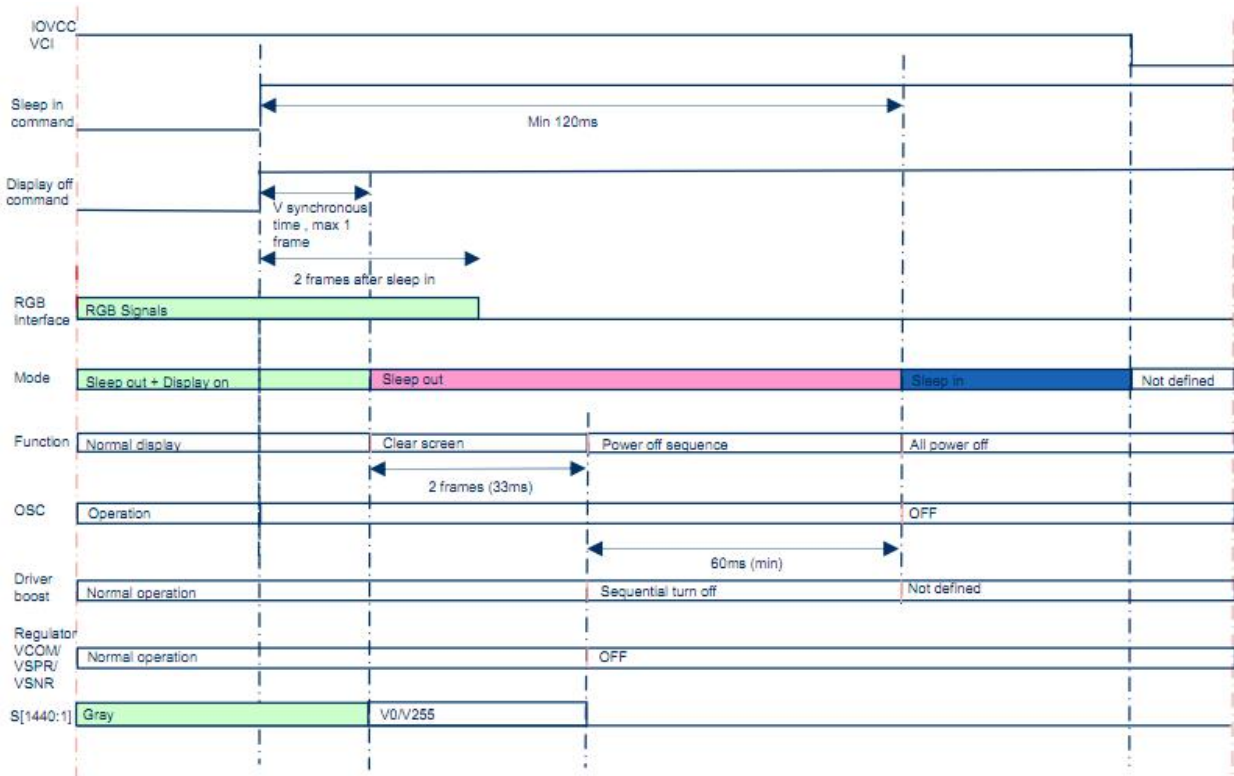 IOVCC
VCI
Sleep in
command
Min 120ms
Display off
command
V synchronous
time , max 1
frame
2 frames after sleep in
RGB
Interface
RGB Signals
Mode
Sleep out + Display on
Sleep out
Sleep in
Not defined
Function
Normal display
Clear screen
Power off sequence
All power off
2 frames (33ms)
OSC
Operation
OFF
60ms (min)
Driver
boost
Normal operation
Sequential turn off
Not defined
Regulator
VCOM/
VSPR/
VSNR
Normal operation
OFF
S[1440:1]
Gray
V0/V255